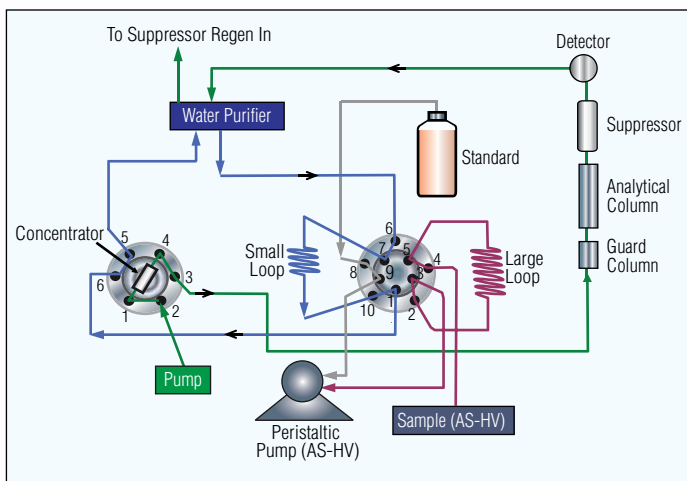 To Suppressor Regen In
Detector
Water Purifier
Suppressor
Standard
Analytical
Column
Guard
Column
Concentrator
5
4
3
6
1
2
Pump
Small
Loop
6
7
5
4
8
9
3
10
1
2
Large
Loop
Peristaltic
Pump (AS-HV)
Sample (AS-HV)